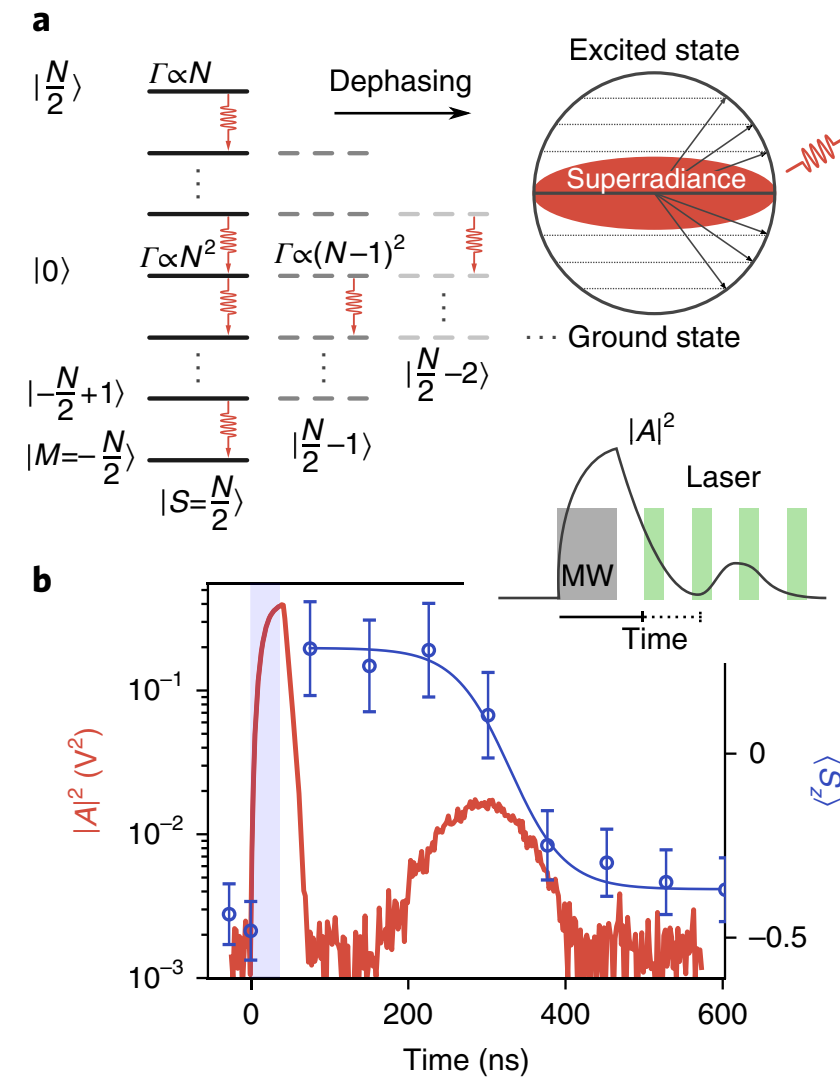 a
|N/2⟩
Γ∝N
Dephasing
Excited state
Superradiance
|0⟩
Γ∝N²
Γ∝(N−1)²
Ground state
|−N/2+1⟩
|M=−N/2⟩
|S=N/2⟩
|N/2−1⟩
|N/2−2⟩
|A|²
Laser
MW
Time
b
|A|² (V²)
10⁻¹
10⁻²
10⁻³
0
−0.5
⟨S_z⟩
0
200
400
600
Time (ns)